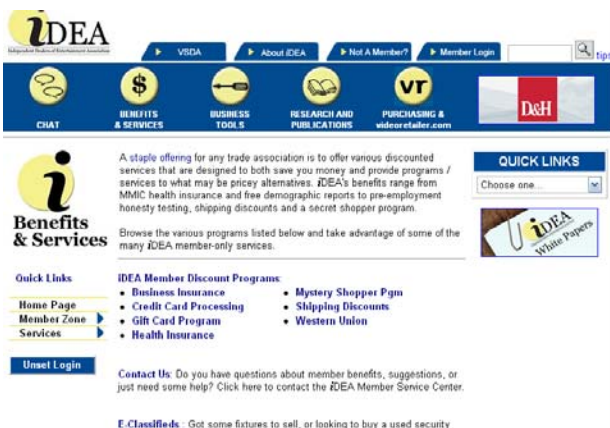 iDEA
Independent Dealers of Entertainment Association
VSDA
About iDEA
Not A Member?
Member Login
tips
CHAT
$
BENEFITS
& SERVICES
BUSINESS
TOOLS
RESEARCH AND
PUBLICATIONS
vr
PURCHASING &
videoretailer.com
D&H
i
Benefits
& Services
A staple offering for any trade association is to offer various discounted
services that are designed to both save you money and provide programs /
services to what may be pricey alternatives. iDEA's benefits range from
MMIC health insurance and free demographic reports to pre-employment
honesty testing, shipping discounts and a secret shopper program.
Browse the various programs listed below and take advantage of some of the
many iDEA member-only services.
QUICK LINKS
Choose one...
iDEA
White Papers
Quick Links
Home Page
Member Zone
Services
Unset Login
iDEA Member Discount Programs:
• Business Insurance
• Credit Card Processing
• Gift Card Program
• Health Insurance
• Mystery Shopper Pgm
• Shipping Discounts
• Western Union
Contact Us: Do you have questions about member benefits, suggestions, or
just need some help? Click here to contact the iDEA Member Service Center.
E-Classifieds : Got some fixtures to sell, or looking to buy a used security